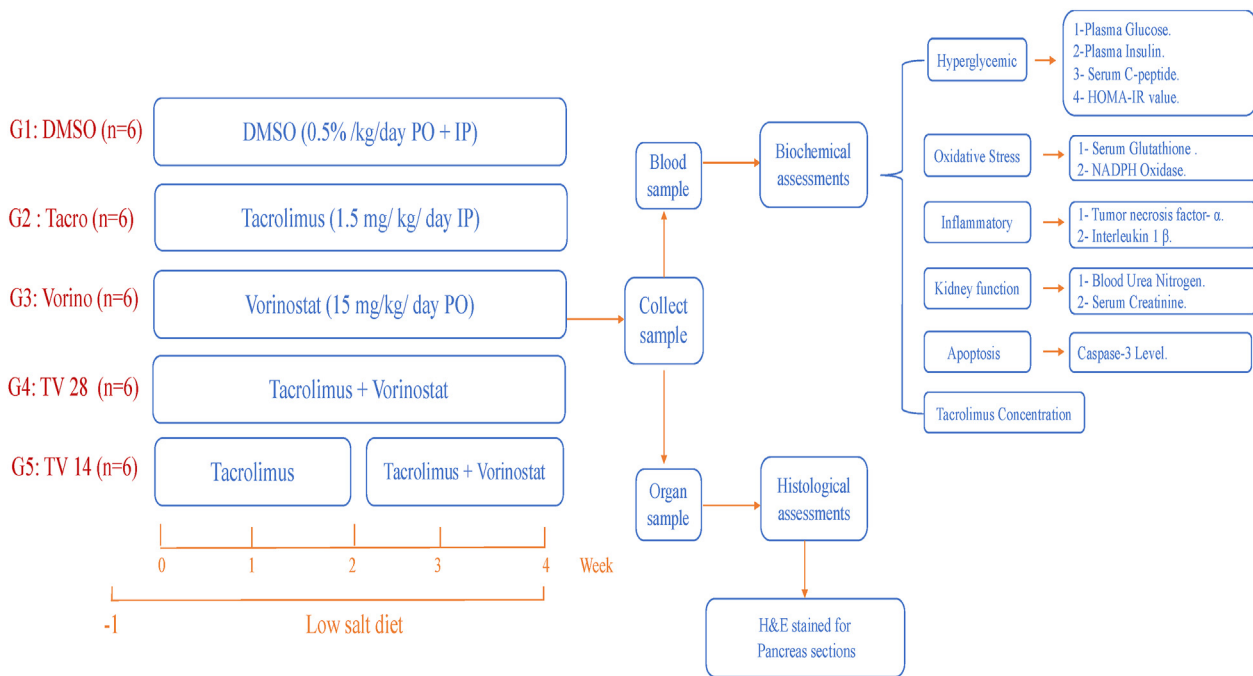 G1: DMSO (n=6)
DMSO (0.5% /kg/day PO + IP)
G2 : Tacro (n=6)
Tacrolimus (1.5 mg/ kg/ day IP)
G3: Vorino (n=6)
Vorinostat (15 mg/kg/ day PO)
G4: TV 28 (n=6)
Tacrolimus + Vorinostat
G5: TV 14 (n=6)
Tacrolimus
Tacrolimus + Vorinostat
0
1
2
3
4
Week
-1
Low salt diet
Collect
sample
Blood
sample
Biochemical
assessments
Hyperglycemic
1-Plasma Glucose.
2-Plasma Insulin.
3- Serum C-peptide.
4- HOMA-IR value.
Oxidative Stress
1- Serum Glutathione .
2- NADPH Oxidase.
Inflammatory
1- Tumor necrosis factor- α.
2- Interleukin 1 β.
Kidney function
1- Blood Urea Nitrogen.
2- Serum Creatinine.
Apoptosis
Caspase-3 Level.
Tacrolimus Concentration
Organ
sample
Histological
assessments
H&E stained for
Pancreas sections